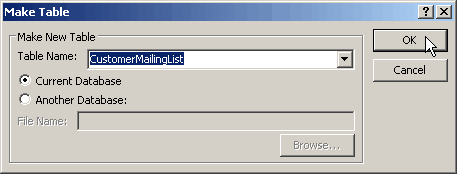 Make Table
Make New Table
OK
Table Name: CustomerMailingList
Cancel
Current Database
Another Database:
File Name:
Browse...